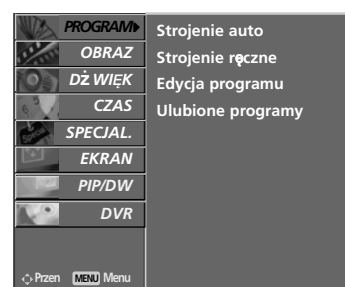 PROGRAM
OBRAZ
DŻWIĘK
CZAS
SPECJAL.
EKRAN
PIP/DW
DVR
Przen MENU Menu
Strojenie auto
Strojenie ręczne
Edycja programu
Ulubione programy